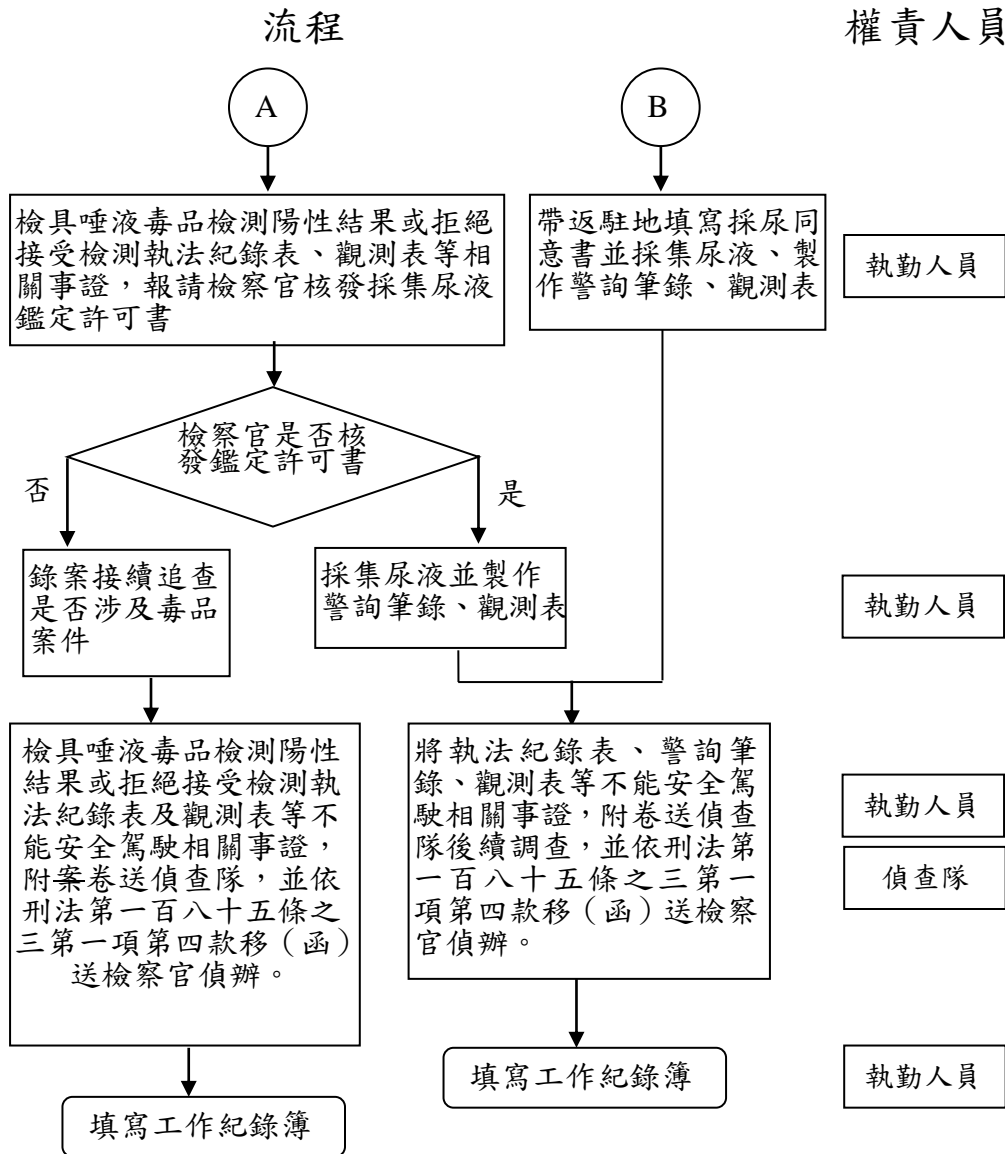 流程
權責人員
A
B
檢具唾液毒品檢測陽性結果或拒絕
接受檢測執法紀錄表、觀測表等相
關事證，報請檢察官核發採集尿液
鑑定許可書
帶返駐地填寫採尿同
意書並採集尿液、製
作警詢筆錄、觀測表
執勤人員
檢察官是否核
發鑑定許可書
否
是
錄案接續追查
是否涉及毒品
案件
採集尿液並製作
警詢筆錄、觀測表
執勤人員
檢具唾液毒品檢測陽性
結果或拒絕接受檢測執
法紀錄表及觀測表等不
能安全駕駛相關事證，
附案卷送偵查隊，並依
刑法第一百八十五條之
三第一項第四款移（函）
送檢察官偵辦。
將執法紀錄表、警詢筆
錄、觀測表等不能安全駕
駛相關事證，附卷送偵查
隊後續調查，並依刑法第
一百八十五條之三第一
項第四款移（函）送檢察
官偵辦。
執勤人員
偵查隊
填寫工作紀錄簿
執勤人員
填寫工作紀錄簿